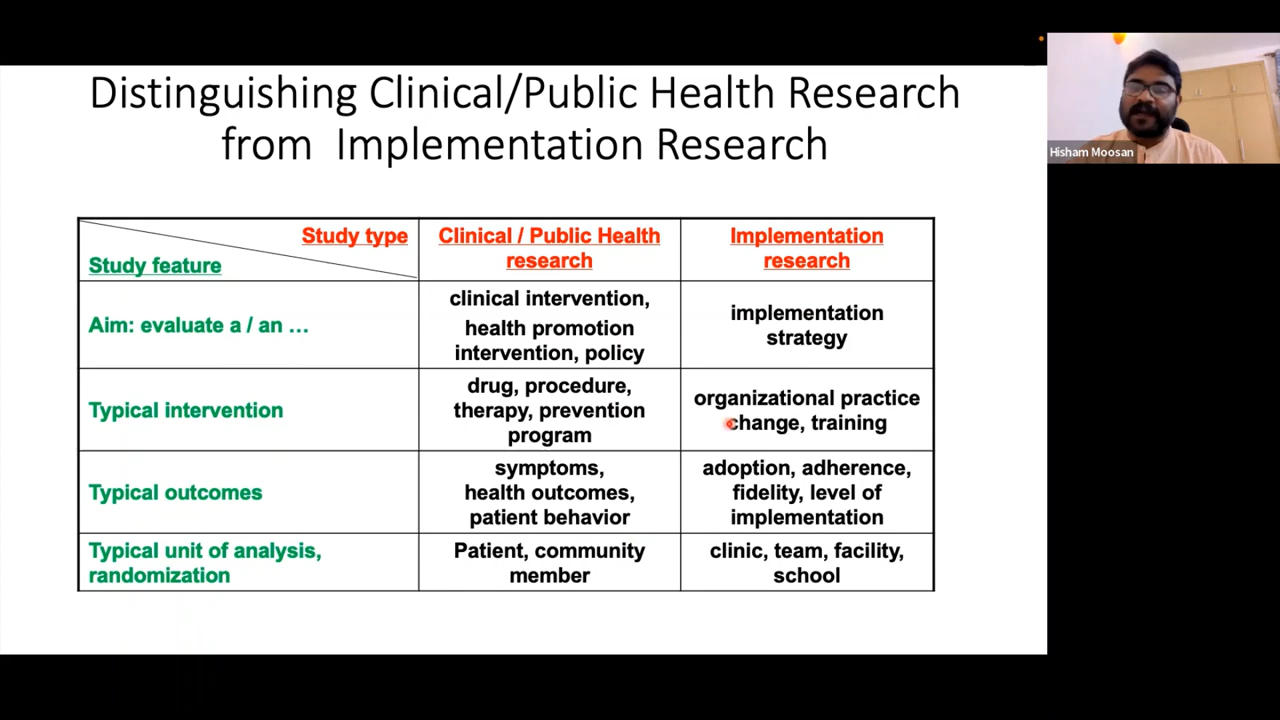 Distinguishing Clinical/Public Health Research
from Implementation Research
Hisham Moosan
Study type
Study feature
Clinical / Public Health
research
Implementation
research
Aim: evaluate a / an …
clinical intervention,
health promotion
intervention, policy
implementation
strategy
Typical intervention
drug, procedure,
therapy, prevention
program
organizational practice
change, training
Typical outcomes
symptoms,
health outcomes,
patient behavior
adoption, adherence,
fidelity, level of
implementation
Typical unit of analysis,
randomization
Patient, community
member
clinic, team, facility,
school